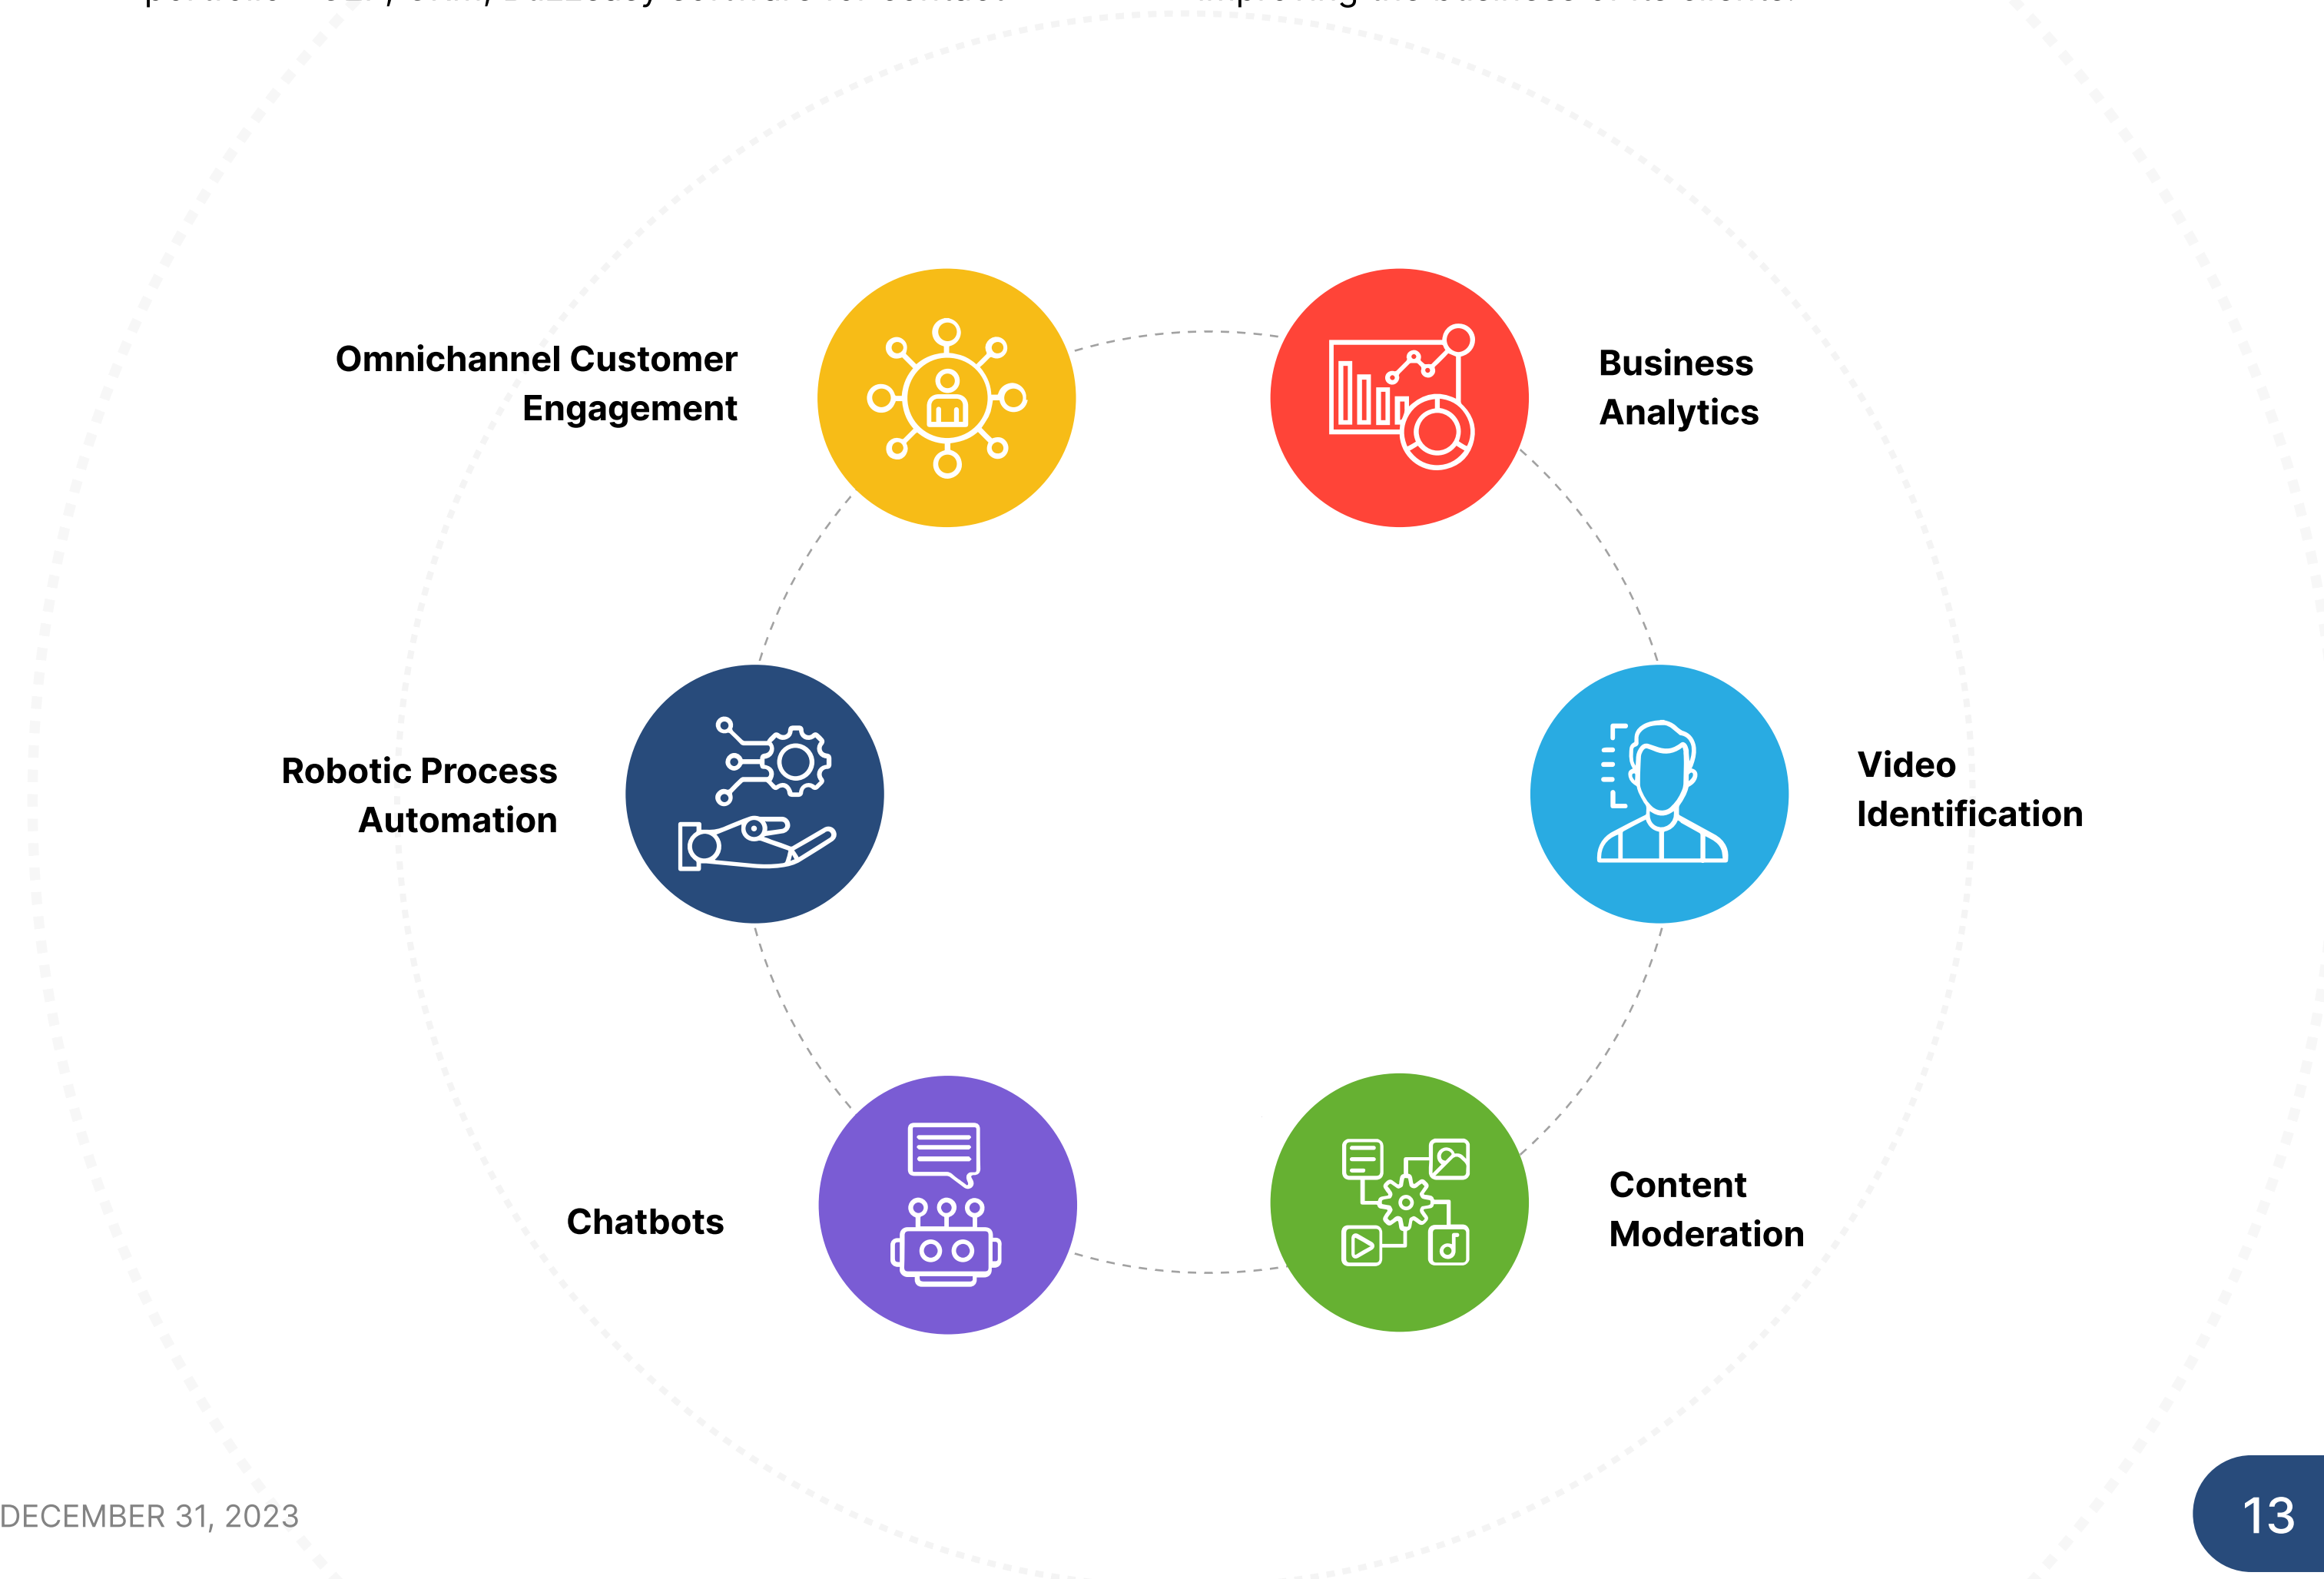 Omnichannel Customer
Engagement
Business
Analytics
Robotic Process
Automation
Video
Identification
Chatbots
Content
Moderation
DECEMBER 31, 2023
13